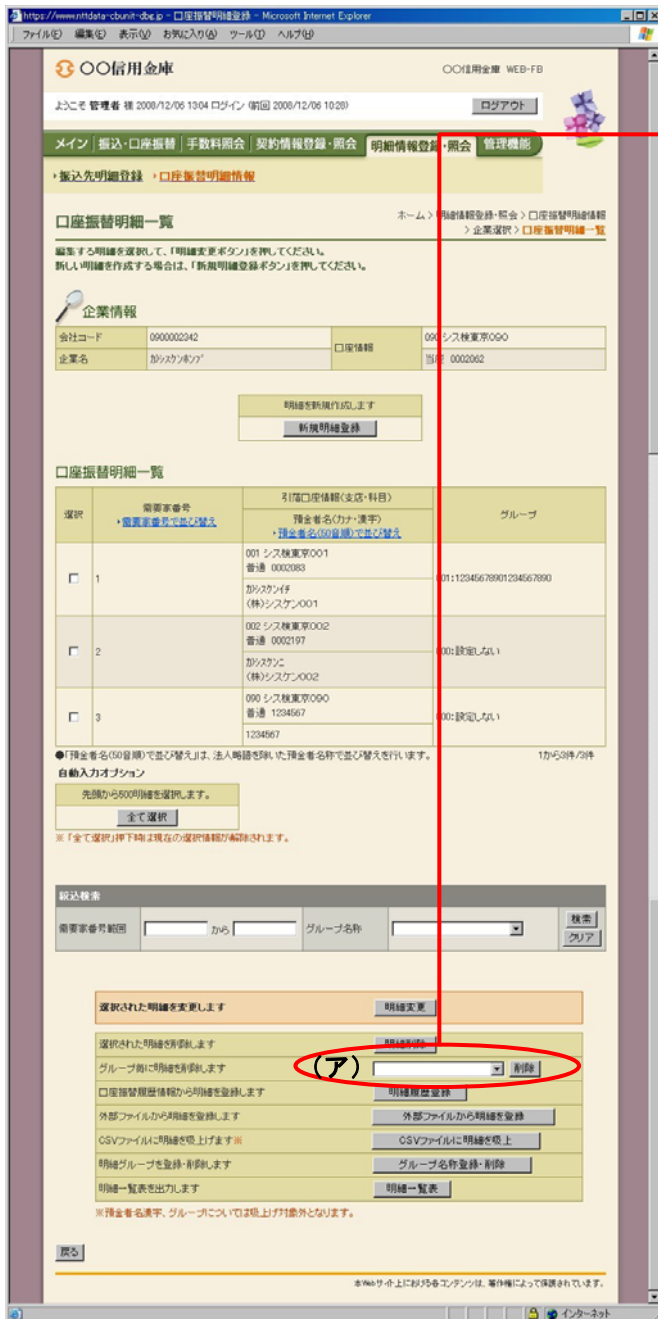 https://www.nttdata-cbunit-dbg.jp - 口座振替明細登録 - Microsoft Internet Explorer
ファイル(F) 編集(E) 表示(V) お気に入り(A) ツール(T) ヘルプ(H)
〇〇信用金庫
〇〇信用金庫 WEB-FB
ようこそ 管理者 様 2008/12/06 1304 ログイン (前回 2008/12/06 10:28)
ログアウト
メイン 振込・口座振替 手数料照会 契約情報登録・照会 明細情報登録・照会 管理機能
振込先明細登録 口座振替明細情報
口座振替明細一覧
ホーム > 明細情報登録・照会 > 口座振替明細情報
> 企業選択 > 口座振替明細一覧
編集する明細を選択して、「明細変更ボタン」を押してください。
新しい明細を作成する場合は、「新規明細登録ボタン」を押してください。
企業情報
会社コード 0900002342 口座情報 090 シス検東京090
企業名 カ)シスケンホンプ 当座 0002062
明細を新規作成します
新規明細登録
口座振替明細一覧
選択 需要家番号 引落口座情報(支店・科目) グループ
需要家番号で並び替え 預金者名(カナ・漢字)
預金者名(50音順)で並び替え
1 001 シス検東京001
普通 0002083
001:12345678901234567890
カ)シスケンイチ
(株)シスケン001
2 002 シス検東京002
普通 0002197
000:設定しない
カ)シスケンニ
(株)シスケン002
3 090 シス検東京090
普通 1234567
000:設定しない
1234567
●「預金者名(50音順)で並び替え」は、法人略語を除いた預金者名称で並び替えを行います。 1から3件/3件
自動入力オプション
先頭から500明細を選択します。
全て選択
※「全て選択」押下時は現在の選択情報が解除されます。
絞込検索
需要家番号範囲 から グループ名称 検索
クリア
選択された明細を変更します 明細変更
選択された明細を削除します 明細削除
グループ毎に明細を削除します (ア) 削除
口座振替履歴情報から明細を登録します 明細履歴登録
外部ファイルから明細を登録します 外部ファイルから明細を登録
CSVファイルに明細を吸上げます※ CSVファイルに明細を吸上
明細グループを登録・削除します グループ名称登録・削除
明細一覧表を出力します 明細一覧表
※預金者名漢字、グループについては吸上げ対象外となります。
戻る
本Webサイト上における各コンテンツは、著作権によって保護されています。
インターネット